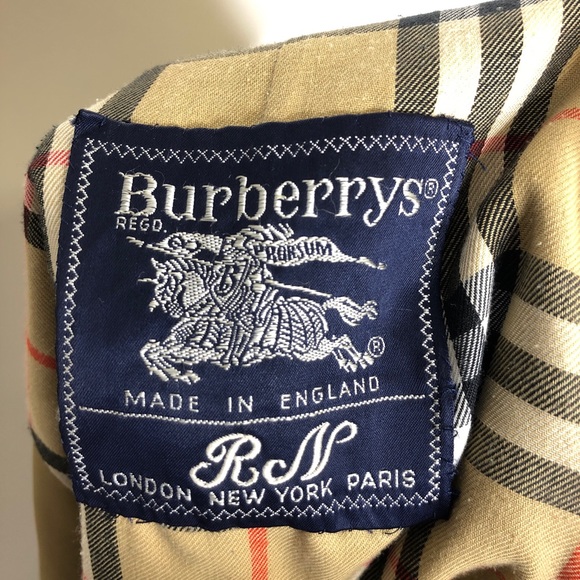 Burberrys®
REGD.
PRORSUM
B
®
MADE IN ENGLAND
RN
LONDON NEW YORK PARIS